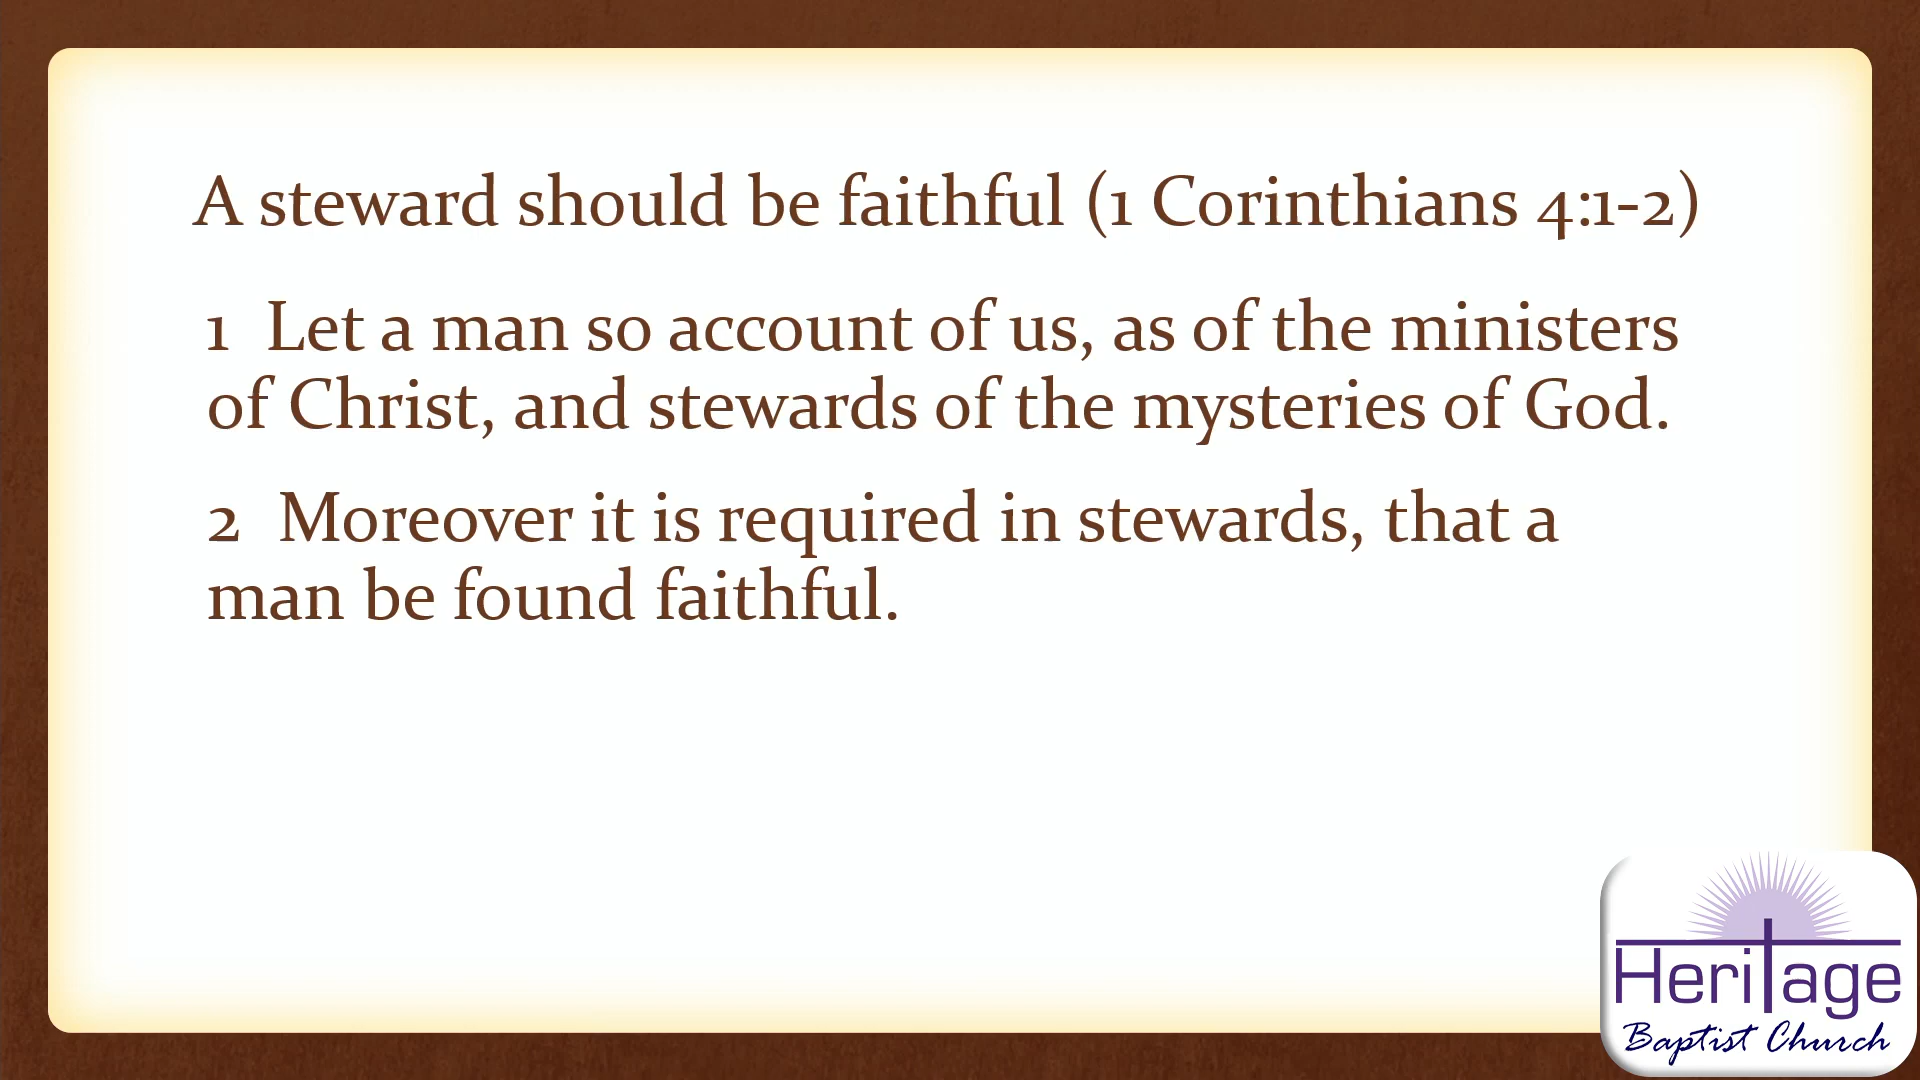 A steward should be faithful (1 Corinthians 4:1-2)
1 Let a man so account of us, as of the ministers
of Christ, and stewards of the mysteries of God.
2 Moreover it is required in stewards, that a
man be found faithful.
Heritage
Baptist Church